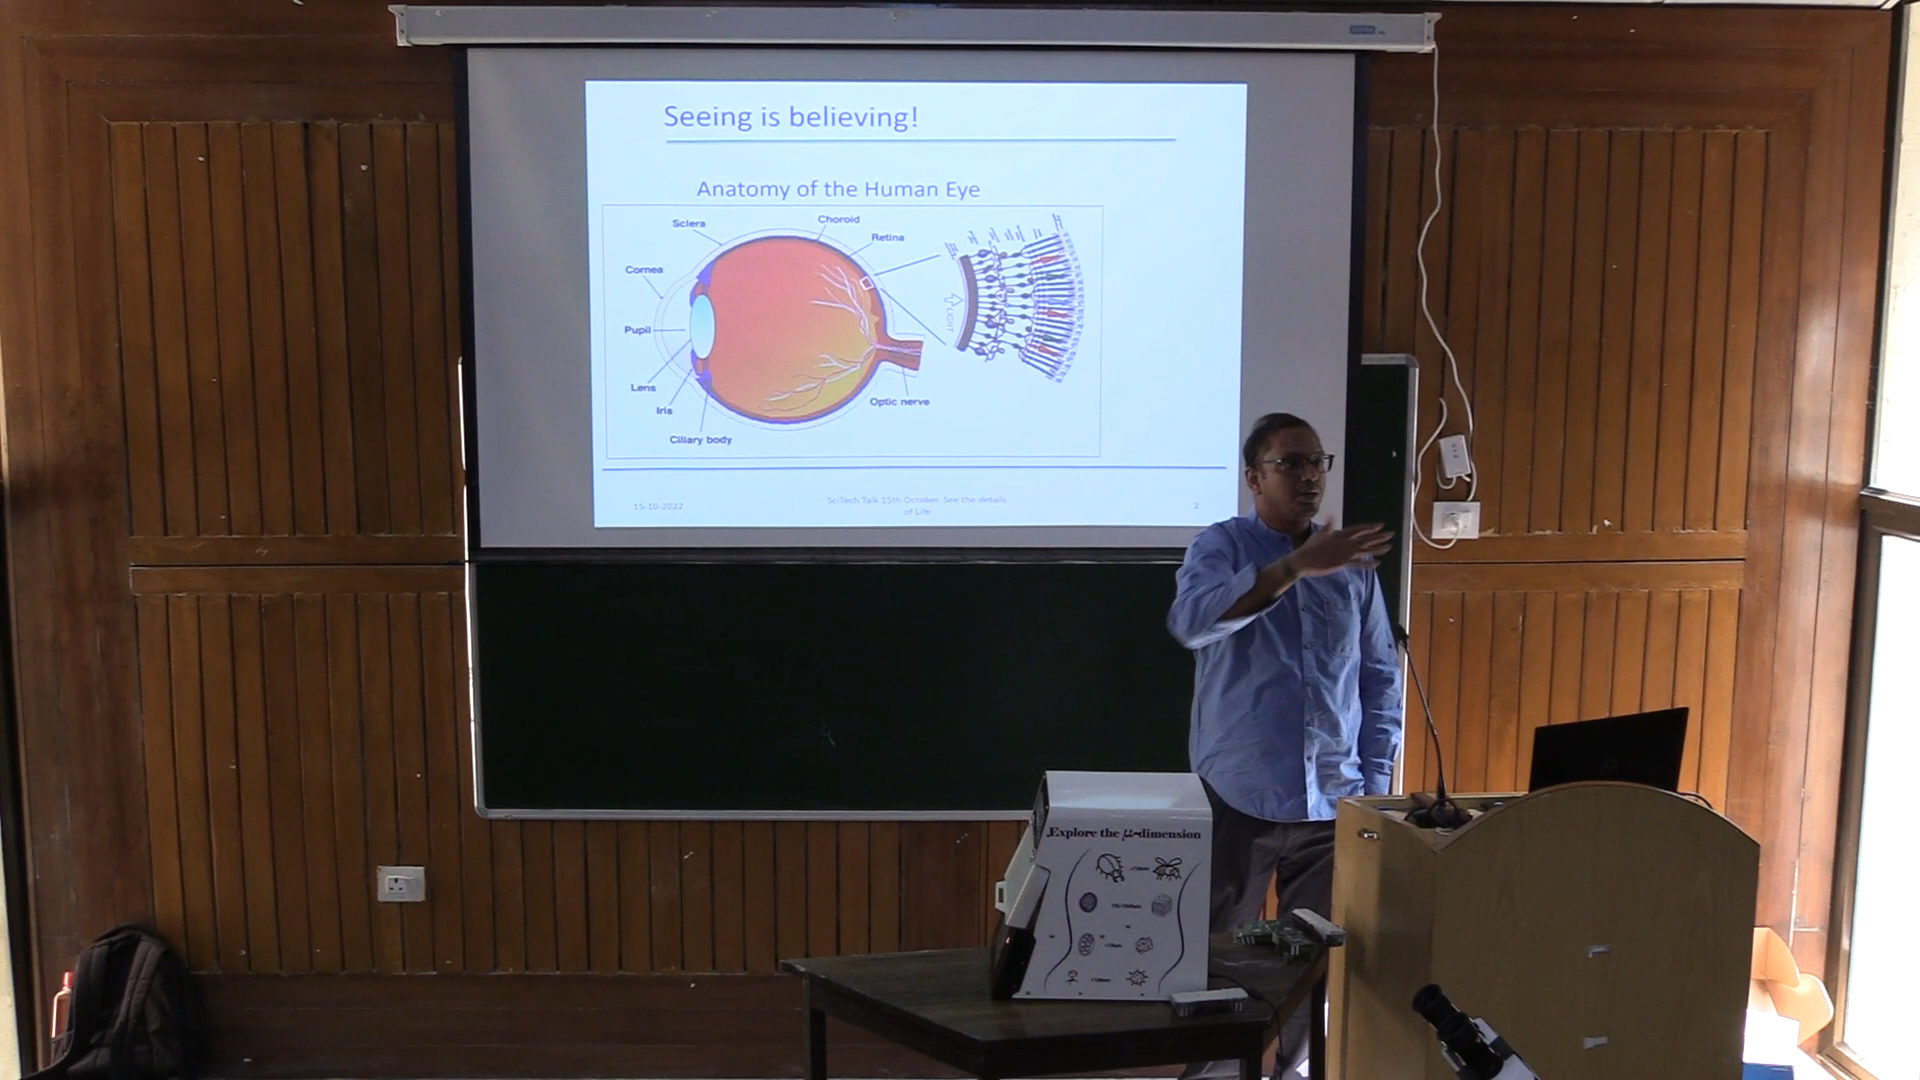 Seeing is believing!
Anatomy of the Human Eye
Sclera
Choroid
Retina
Cornea
Pupil
Lens
Iris
Ciliary body
Optic nerve
LIGHT
15-10-2022
SciTech Talk 15th October. See the details
of Life
2
Explore the μ-dimension